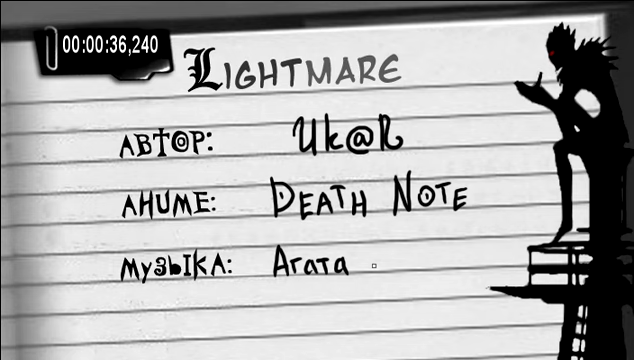 00:00:36,240
LIGHTMARE
АВТОР: Uk@R
АНИМЕ: DEATH NOTE
МУЗЫКА: Агата